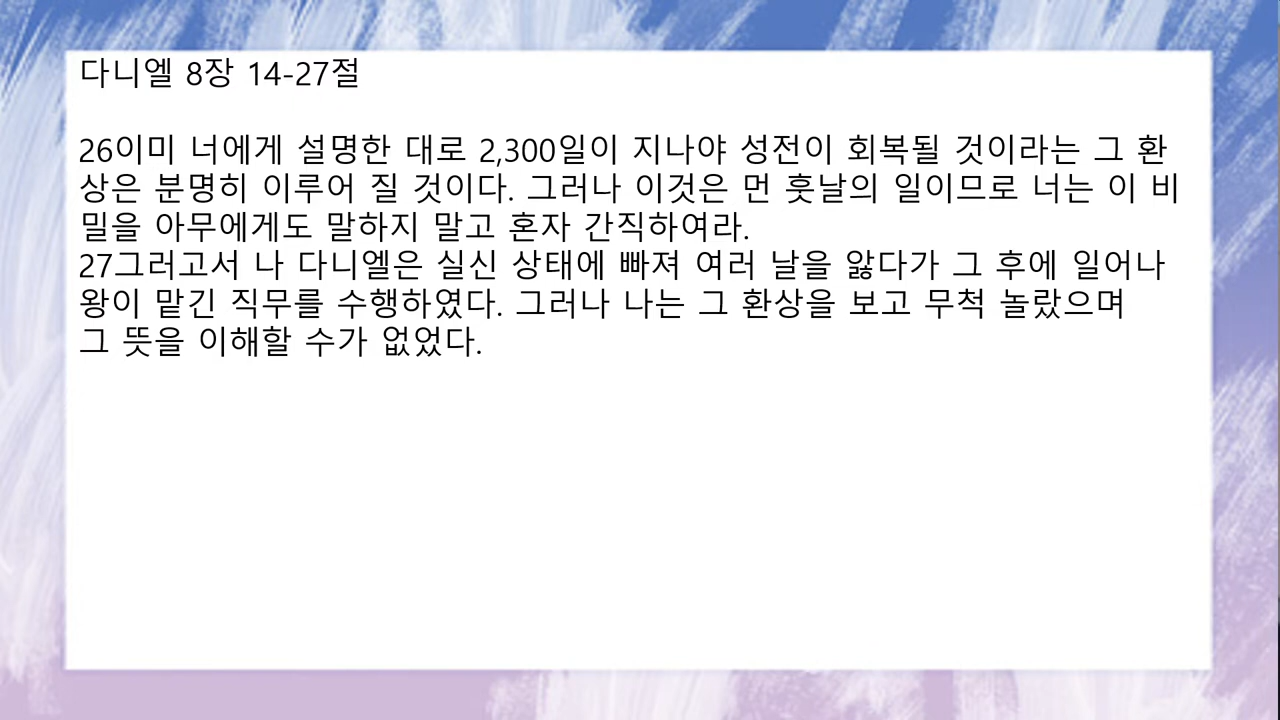 다니엘 8장 14-27절
26이미 너에게 설명한 대로 2,300일이 지나야 성전이 회복될 것이라는 그 환
상은 분명히 이루어 질 것이다. 그러나 이것은 먼 훗날의 일이므로 너는 이 비
밀을 아무에게도 말하지 말고 혼자 간직하여라.
27그러고서 나 다니엘은 실신 상태에 빠져 여러 날을 앓다가 그 후에 일어나
왕이 맡긴 직무를 수행하였다. 그러나 나는 그 환상을 보고 무척 놀랐으며
그 뜻을 이해할 수가 없었다.